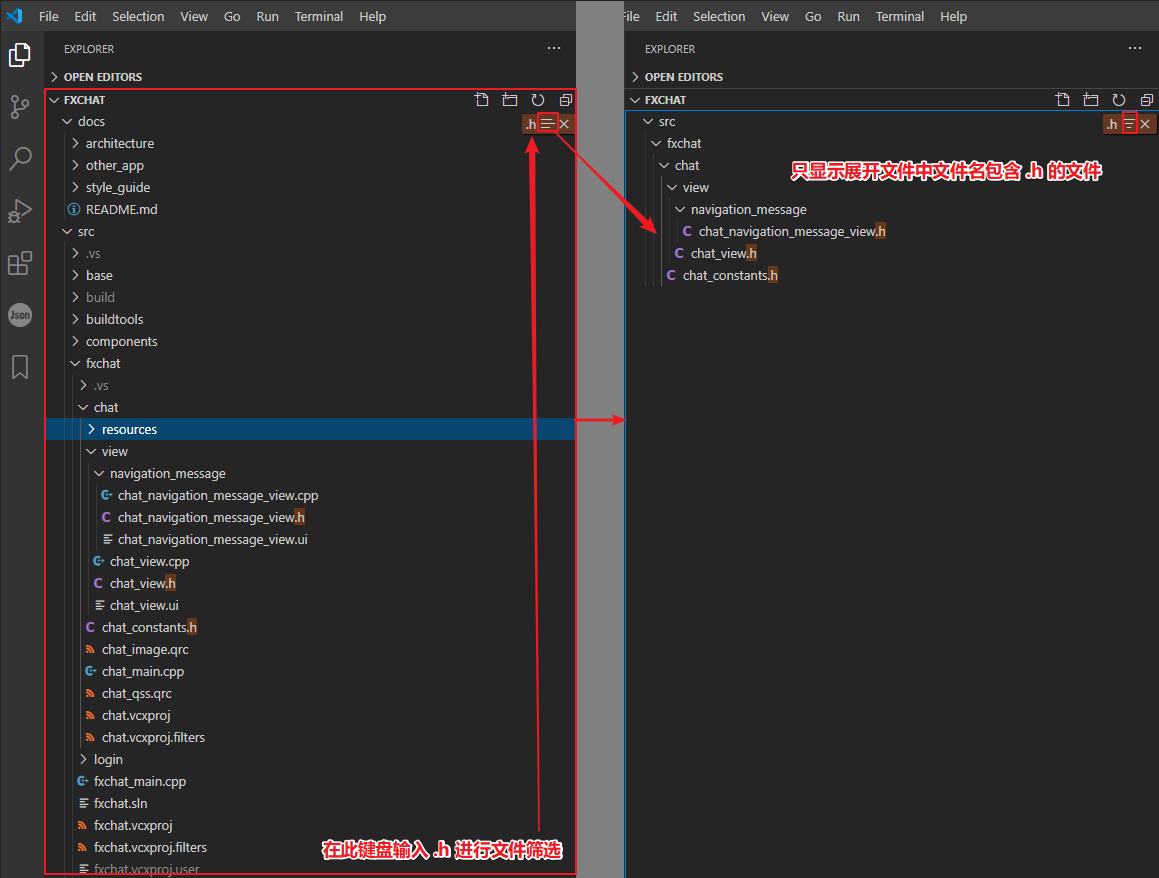 File Edit Selection View Go Run Terminal Help
EXPLORER
OPEN EDITORS
FXCHAT
.h
docs
architecture
other_app
style_guide
README.md
src
.vs
base
build
buildtools
components
fxchat
.vs
chat
resources
view
navigation_message
chat_navigation_message_view.cpp
chat_navigation_message_view.h
chat_navigation_message_view.ui
chat_view.cpp
chat_view.h
chat_view.ui
chat_constants.h
chat_image.qrc
chat_main.cpp
chat_qss.qrc
chat.vcxproj
chat.vcxproj.filters
login
fxchat_main.cpp
fxchat.sln
fxchat.vcxproj
fxchat.vcxproj.filters
fxchat.vcxproj.user
Json
在此键盘输入 .h 进行文件筛选
File Edit Selection View Go Run Terminal Help
EXPLORER
OPEN EDITORS
FXCHAT
.h
src
fxchat
chat
view
navigation_message
chat_navigation_message_view.h
chat_view.h
chat_constants.h
只显示展开文件中文件名包含 .h 的文件